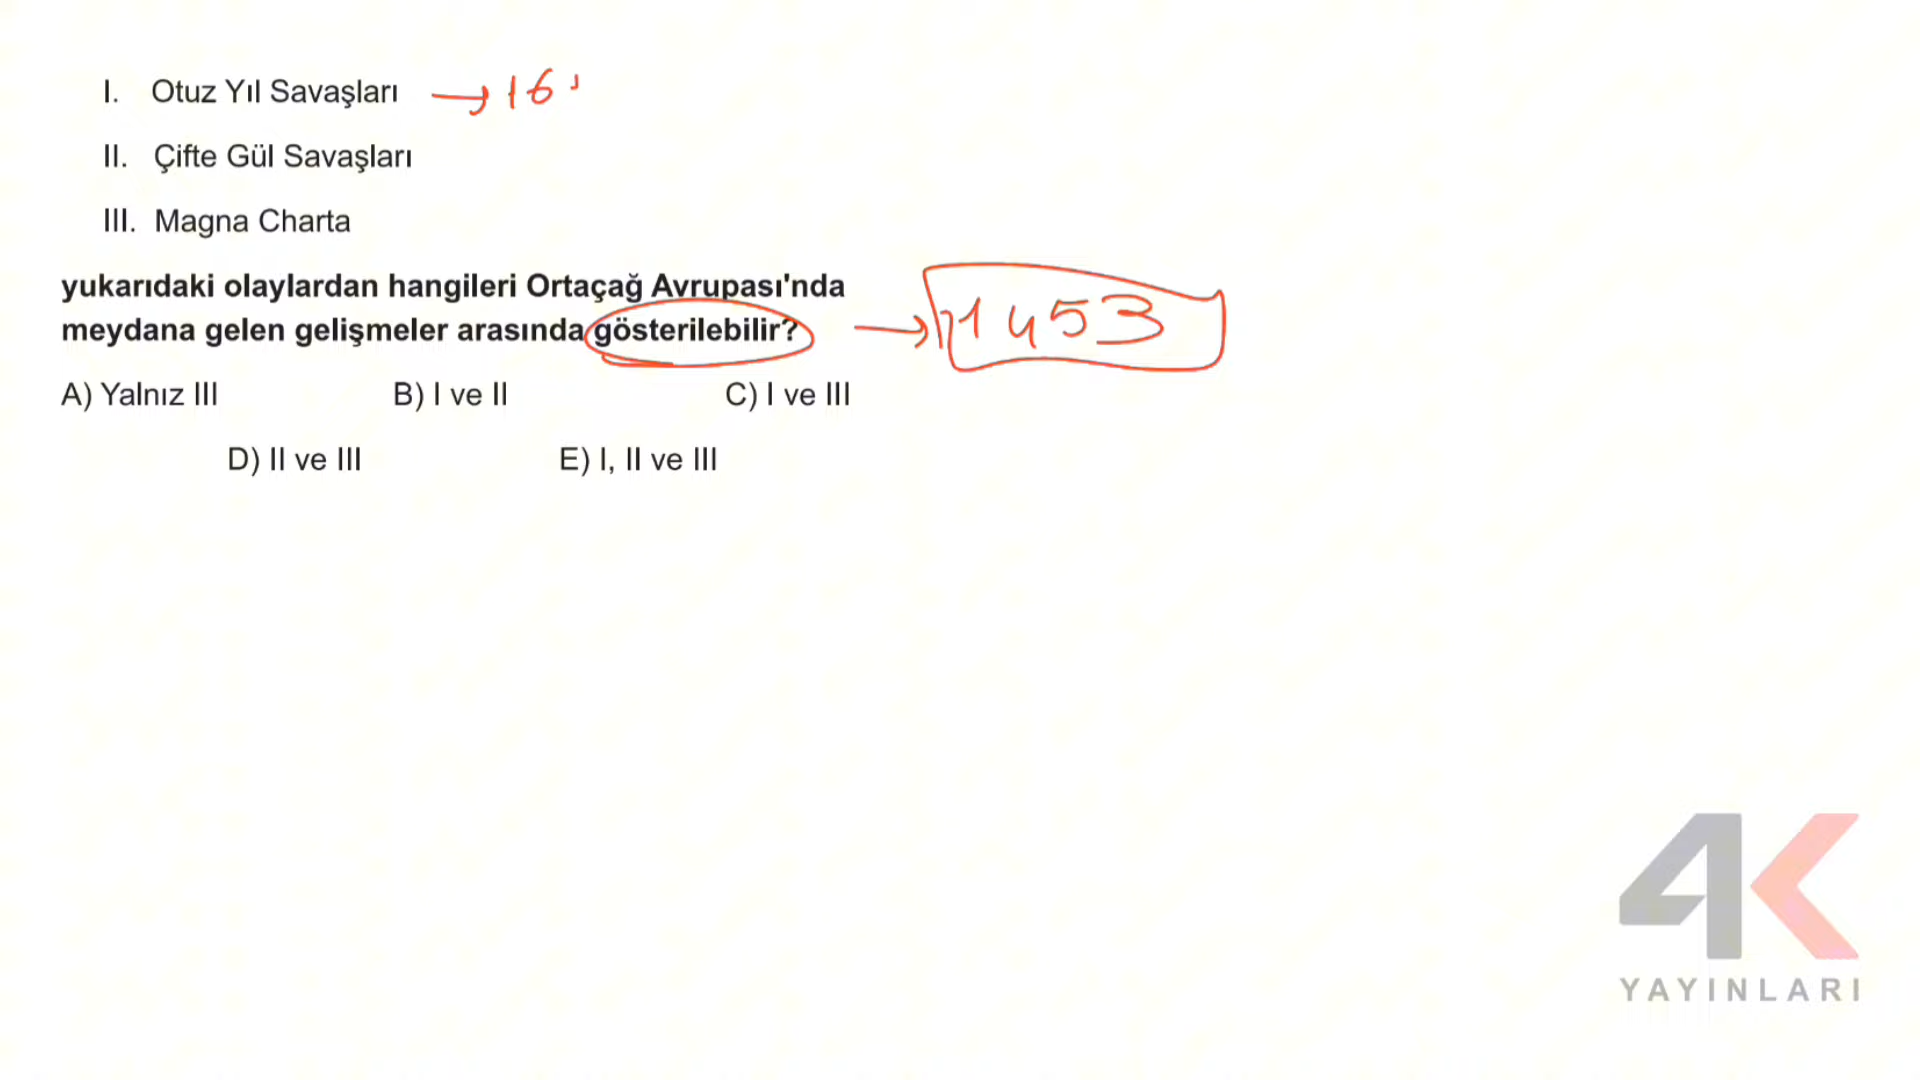 I. Otuz Yıl Savaşları → 16
II. Çifte Gül Savaşları
III. Magna Charta
yukarıdaki olaylardan hangileri Ortaçağ Avrupası'nda
meydana gelen gelişmeler arasında gösterilebilir? → 1453
A) Yalnız III B) I ve II C) I ve III
D) II ve III E) I, II ve III
4K
YAYINLARI